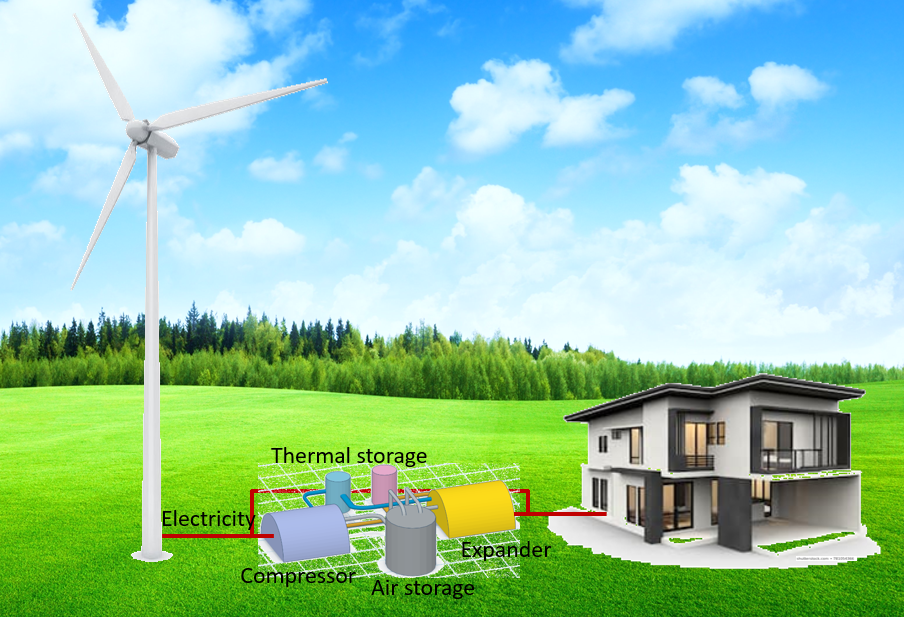 Thermal storage
Electricity
Compressor
Expander
Air storage